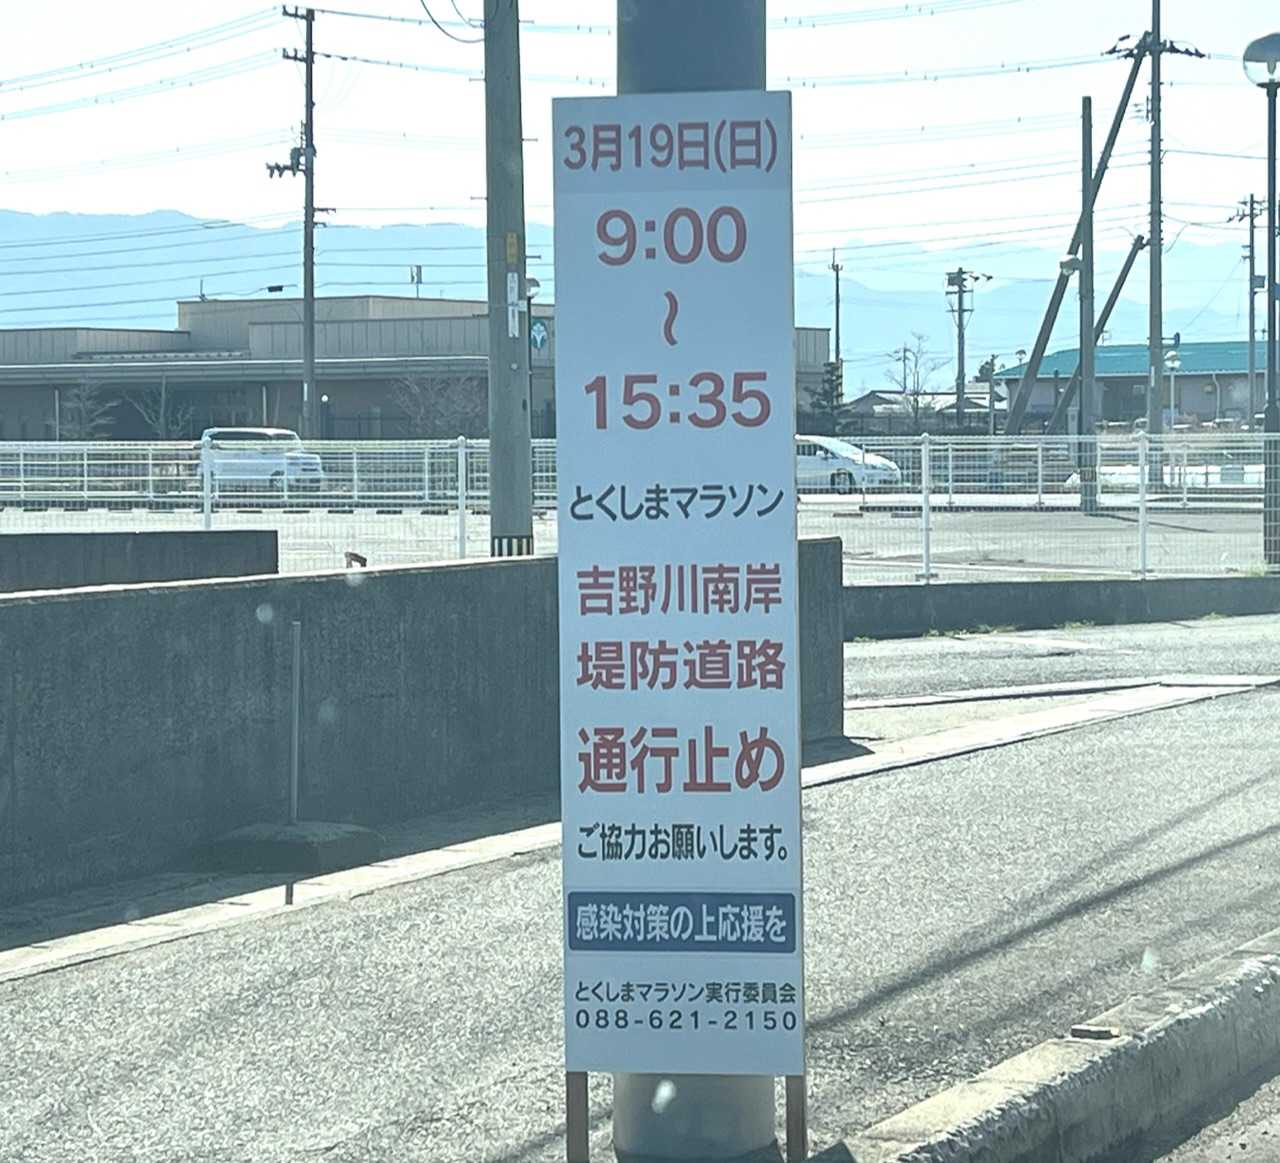 3月19日(日)
9:00
〜
15:35
とくしまマラソン
吉野川南岸
堤防道路
通行止め
ご協力お願いします。
感染対策の上応援を
とくしまマラソン実行委員会
088-621-2150